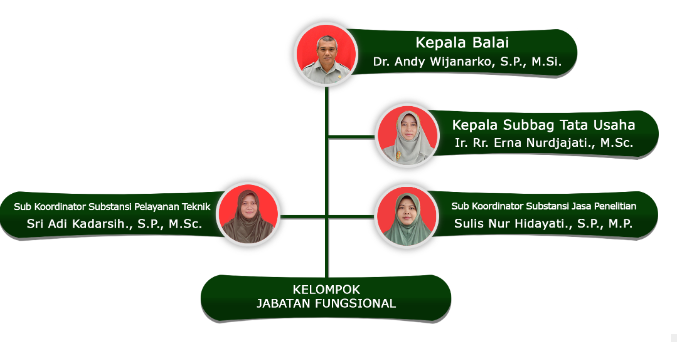 Kepala Balai
Dr. Andy Wijanarko, S.P., M.Si.
Kepala Subbag Tata Usaha
Ir. Rr. Erna Nurdjajati., M.Sc.
Sub Koordinator Substansi Pelayanan Teknik
Sri Adi Kadarsih., S.P., M.Sc.
Sub Koordinator Substansi Jasa Penelitian
Sulis Nur Hidayati., S.P., M.P.
KELOMPOK
JABATAN FUNGSIONAL